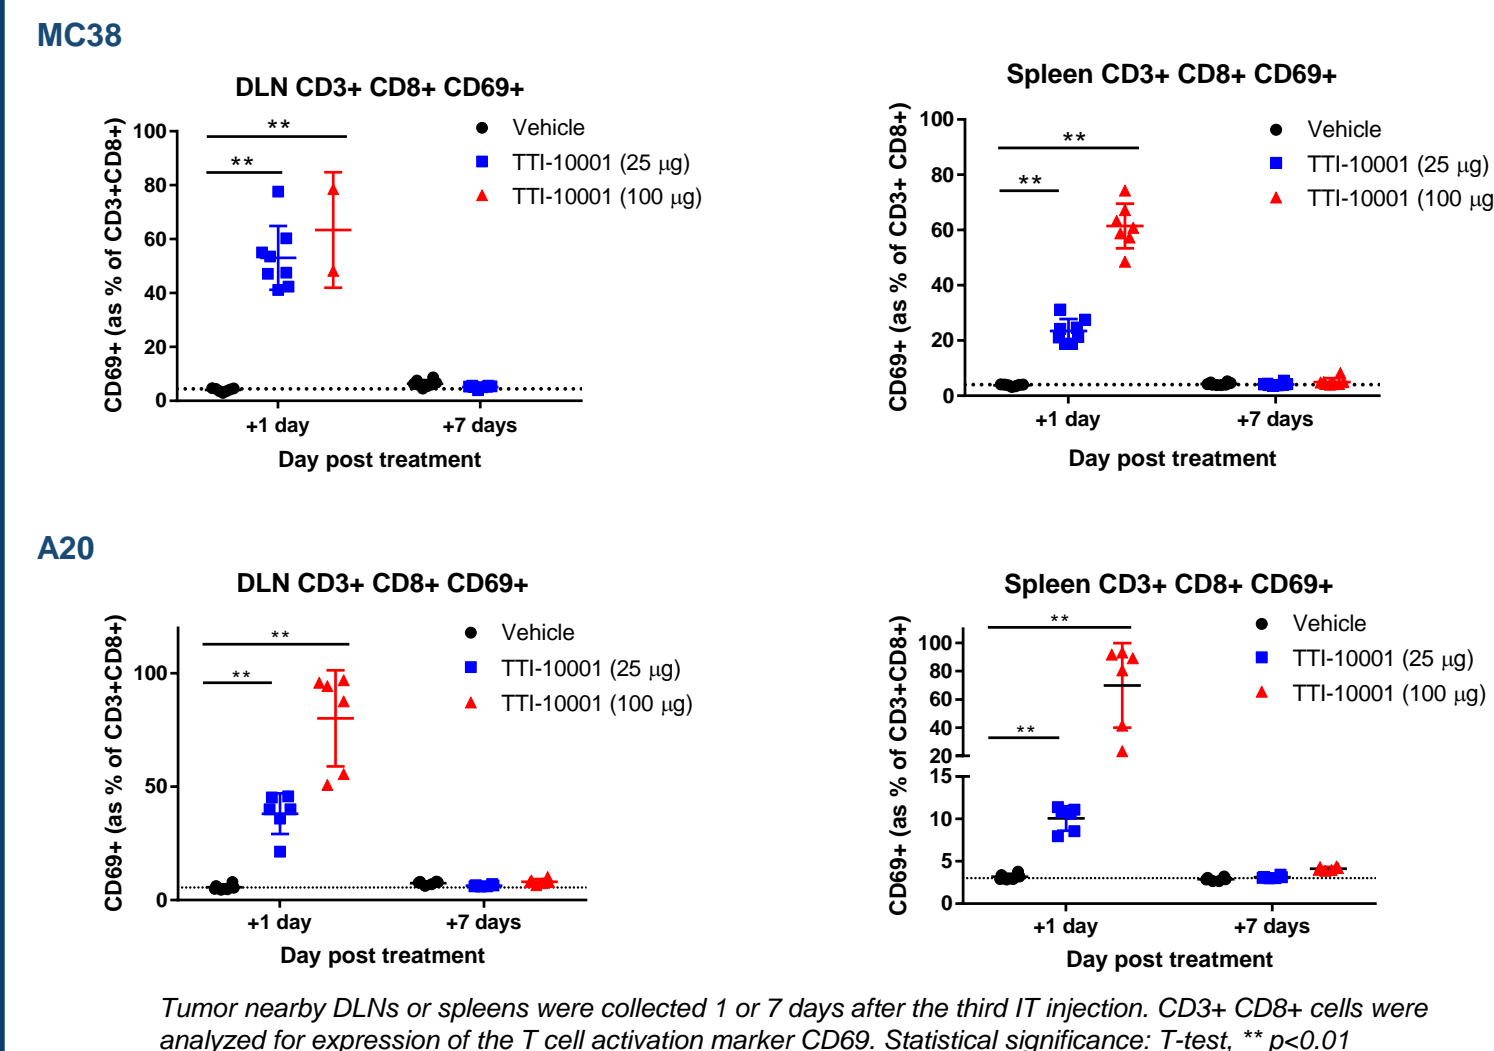 MC38
DLN CD3+ CD8+ CD69+
CD69+ (as % of CD3+CD8+)
100
80
60
40
20
0
**
**
Vehicle
TTI-10001 (25 µg)
TTI-10001 (100 µg)
+1 day
+7 days
Day post treatment
Spleen CD3+ CD8+ CD69+
CD69+ (as % of CD3+ CD8+)
100
80
60
40
20
0
**
**
Vehicle
TTI-10001 (25 µg)
TTI-10001 (100 µg
+1 day
+7 days
Day post treatment
A20
DLN CD3+ CD8+ CD69+
CD69+ (as % of CD3+CD8+)
100
50
0
**
**
Vehicle
TTI-10001 (25 µg)
TTI-10001 (100 µg)
+1 day
+7 days
Day post treatment
Spleen CD3+ CD8+ CD69+
CD69+ (as % of CD3+CD8+)
100
80
60
40
20
15
10
5
0
**
**
Vehicle
TTI-10001 (25 µg)
TTI-10001 (100 µg)
+1 day
+7 days
Day post treatment
Tumor nearby DLNs or spleens were collected 1 or 7 days after the third IT injection. CD3+ CD8+ cells were
analyzed for expression of the T cell activation marker CD69. Statistical significance: T-test, ** p<0.01